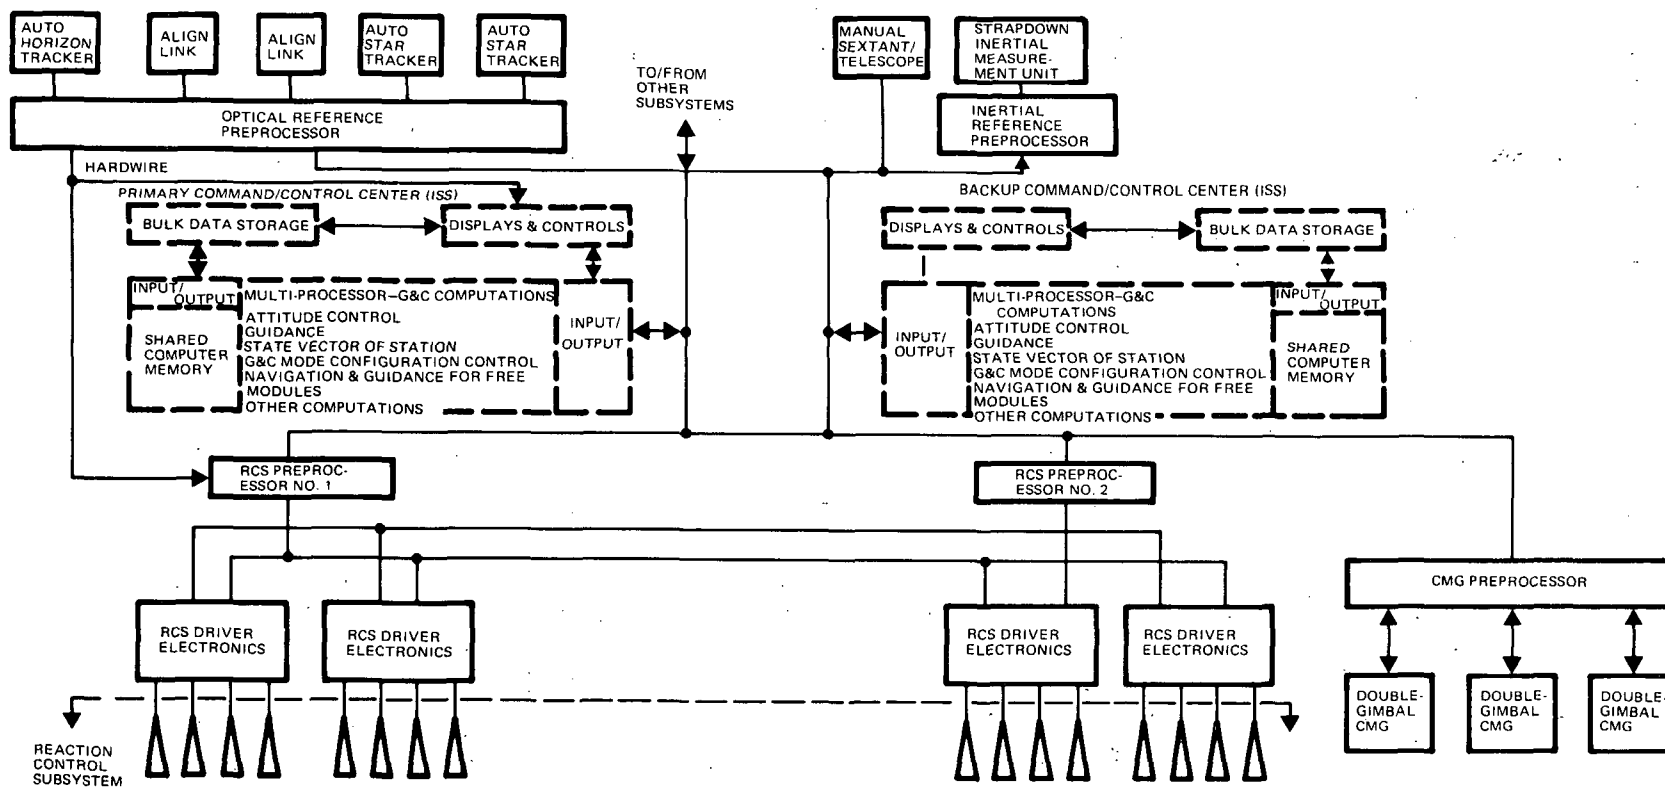 AUTO
HORIZON
TRACKER
ALIGN
LINK
ALIGN
LINK
AUTO
STAR
TRACKER
AUTO
STAR
TRACKER
OPTICAL REFERENCE
PREPROCESSOR
TO/FROM
OTHER
SUBSYSTEMS
MANUAL
SEXTANT/
TELESCOPE
STRAPDOWN
INERTIAL
MEASURE-
MENT UNIT
INERTIAL
REFERENCE
PREPROCESSOR
HARDWIRE
PRIMARY COMMAND/CONTROL CENTER (ISS)
BULK DATA STORAGE
DISPLAYS & CONTROLS
INPUT/
OUTPUT
SHARED
COMPUTER
MEMORY
MULTI-PROCESSOR–G&C COMPUTATIONS
ATTITUDE CONTROL
GUIDANCE
STATE VECTOR OF STATION
G&C MODE CONFIGURATION CONTROL
NAVIGATION & GUIDANCE FOR FREE
MODULES
OTHER COMPUTATIONS
INPUT/
OUTPUT
BACKUP COMMAND/CONTROL CENTER (ISS)
DISPLAYS & CONTROLS
BULK DATA STORAGE
INPUT/
OUTPUT
MULTI-PROCESSOR–G&C
COMPUTATIONS
ATTITUDE CONTROL
GUIDANCE
STATE VECTOR OF STATION
G&C MODE CONFIGURATION CONTROL
NAVIGATION & GUIDANCE FOR FREE
MODULES
OTHER COMPUTATIONS
INPUT/
OUTPUT
SHARED
COMPUTER
MEMORY
RCS PREPROC-
ESSOR NO. 1
RCS PREPROC-
ESSOR NO. 2
CMG PREPROCESSOR
RCS DRIVER
ELECTRONICS
RCS DRIVER
ELECTRONICS
RCS DRIVER
ELECTRONICS
RCS DRIVER
ELECTRONICS
DOUBLE-
GIMBAL
CMG
DOUBLE-
GIMBAL
CMG
DOUBLE-
GIMBAL
CMG
REACTION
CONTROL
SUBSYSTEM